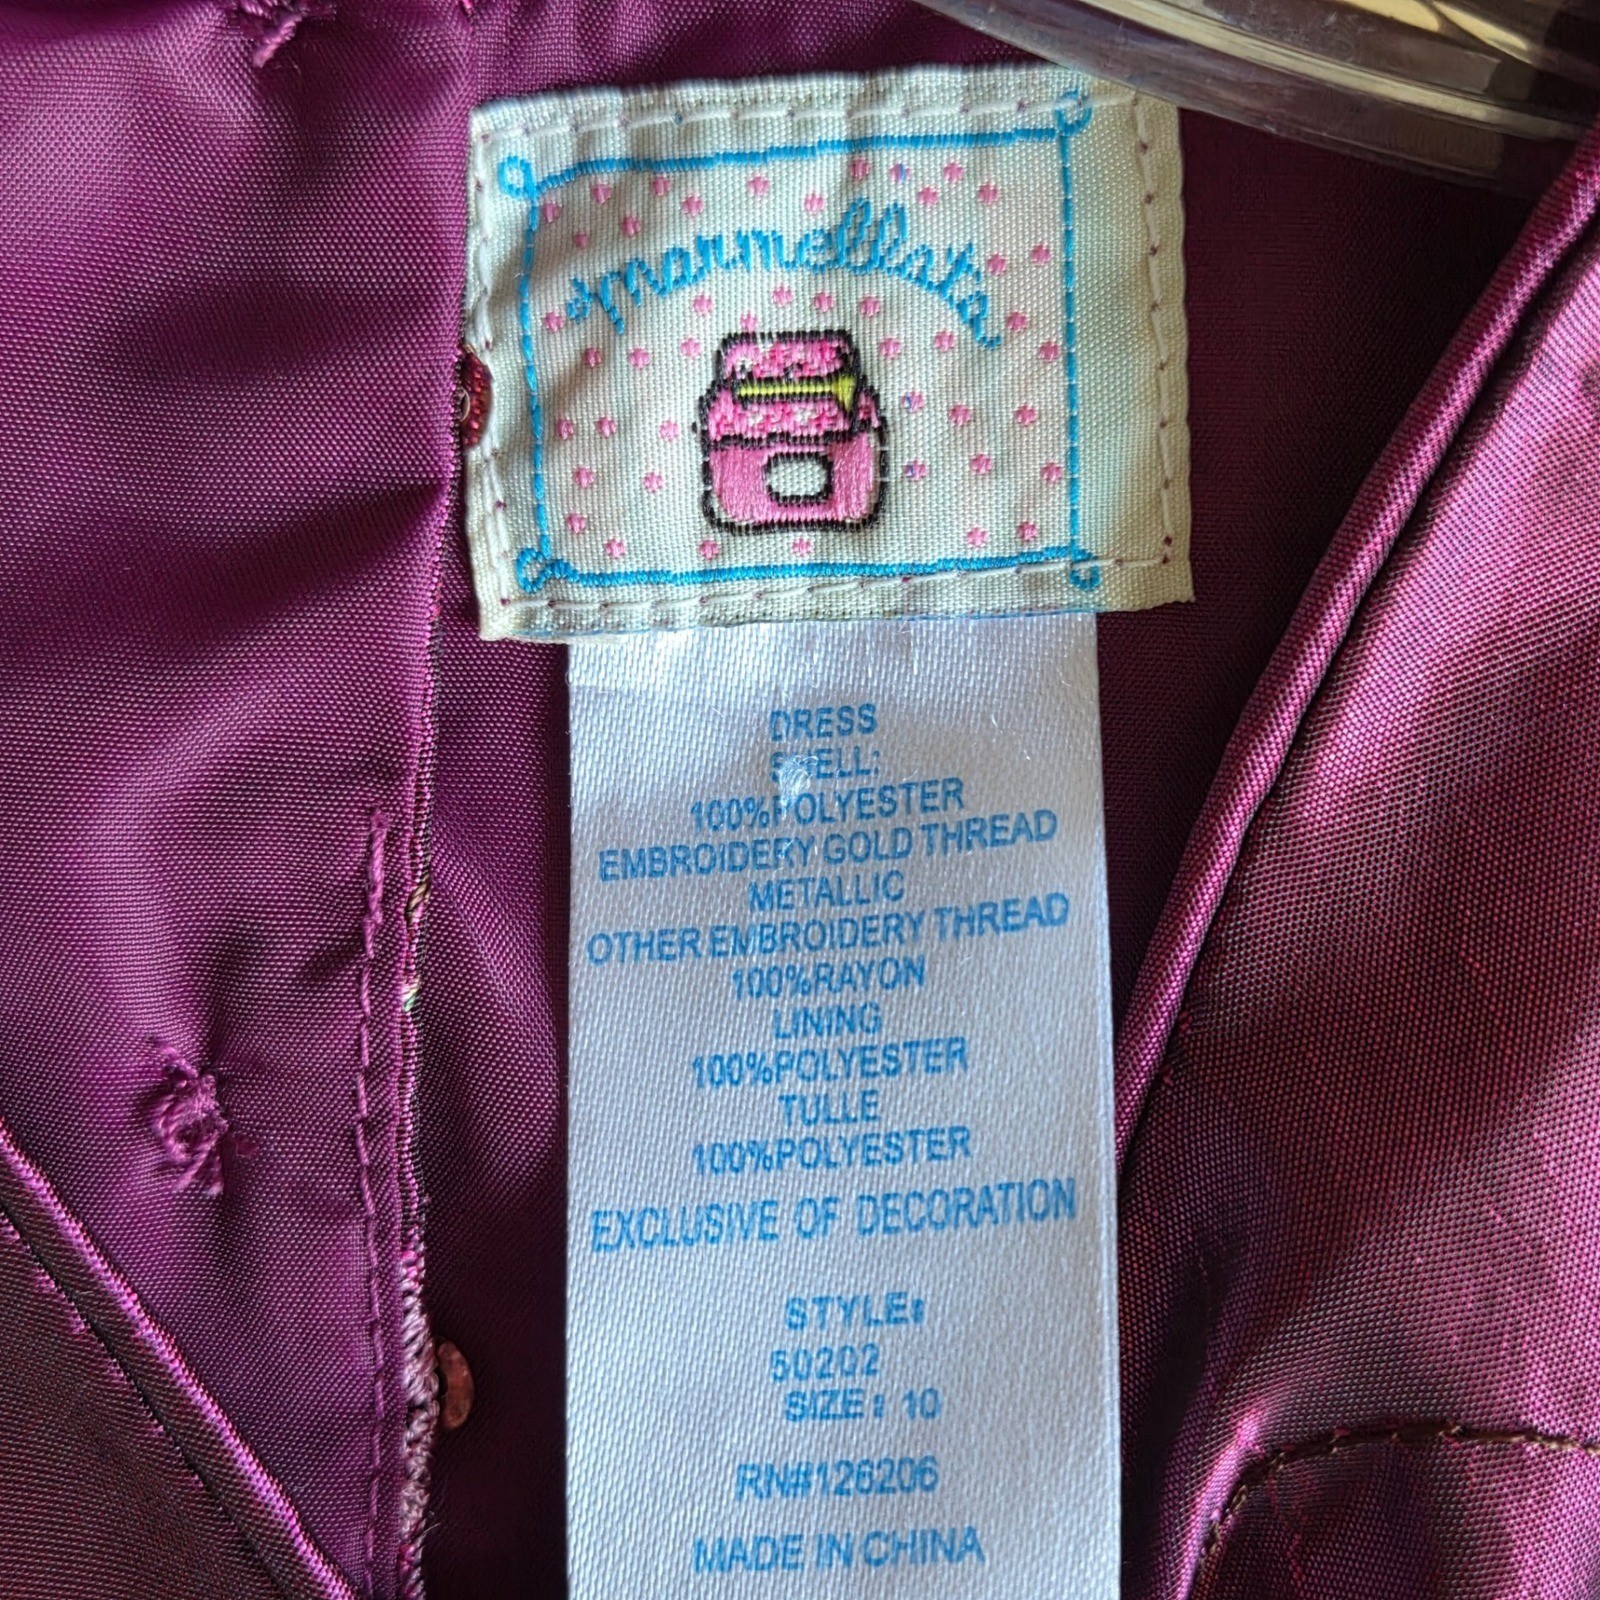 marmellata
DRESS
SHELL:
100%POLYESTER
EMBROIDERY GOLD THREAD
METALLIC
OTHER EMBROIDERY THREAD
100%RAYON
LINING
100%POLYESTER
TULLE
100%POLYESTER
EXCLUSIVE OF DECORATION
STYLE:
50202
SIZE: 10
RN#126206
MADE IN CHINA